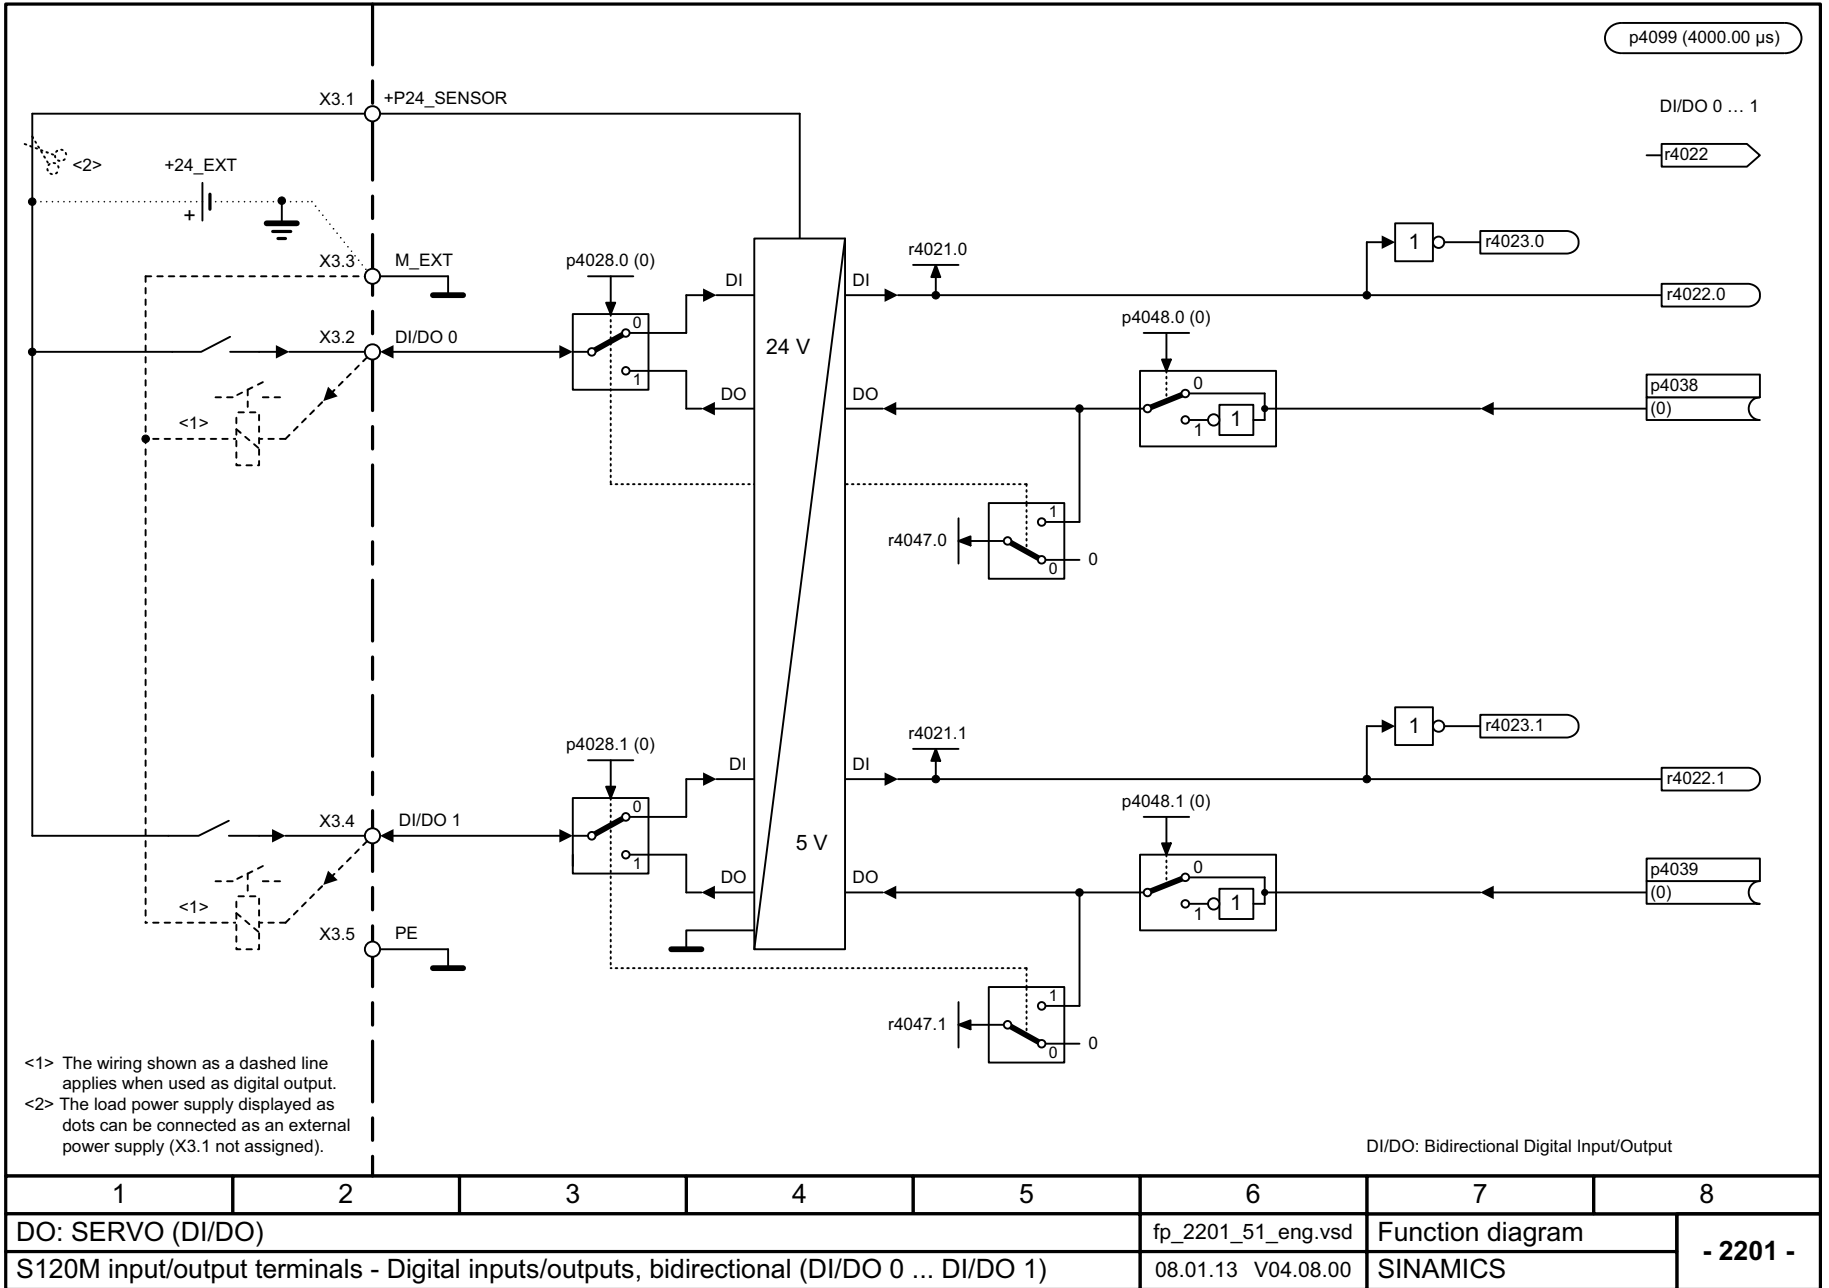 p4099 (4000.00 µs)
X3.1
+P24_SENSOR
DI/DO 0 … 1
<2>
+24_EXT
r4022
+
X3.3
M_EXT
p4028.0 (0)
DI
DI
r4021.0
1
r4023.0
r4022.0
X3.2
DI/DO 0
0
1
24 V
p4048.0 (0)
DO
DO
0
1
1
p4038
(0)
<1>
r4047.0
1
0
0
X3.4
DI/DO 1
p4028.1 (0)
0
1
DI
DI
r4021.1
1
r4023.1
r4022.1
5 V
p4048.1 (0)
DO
DO
0
1
1
p4039
(0)
<1>
X3.5
PE
r4047.1
1
0
0
<1> The wiring shown as a dashed line
applies when used as digital output.
<2> The load power supply displayed as
dots can be connected as an external
power supply (X3.1 not assigned).
DI/DO: Bidirectional Digital Input/Output
1 2 3 4 5 6 7 8
DO: SERVO (DI/DO)
fp_2201_51_eng.vsd
Function diagram
- 2201 -
S120M input/output terminals - Digital inputs/outputs, bidirectional (DI/DO 0 ... DI/DO 1)
08.01.13 V04.08.00
SINAMICS